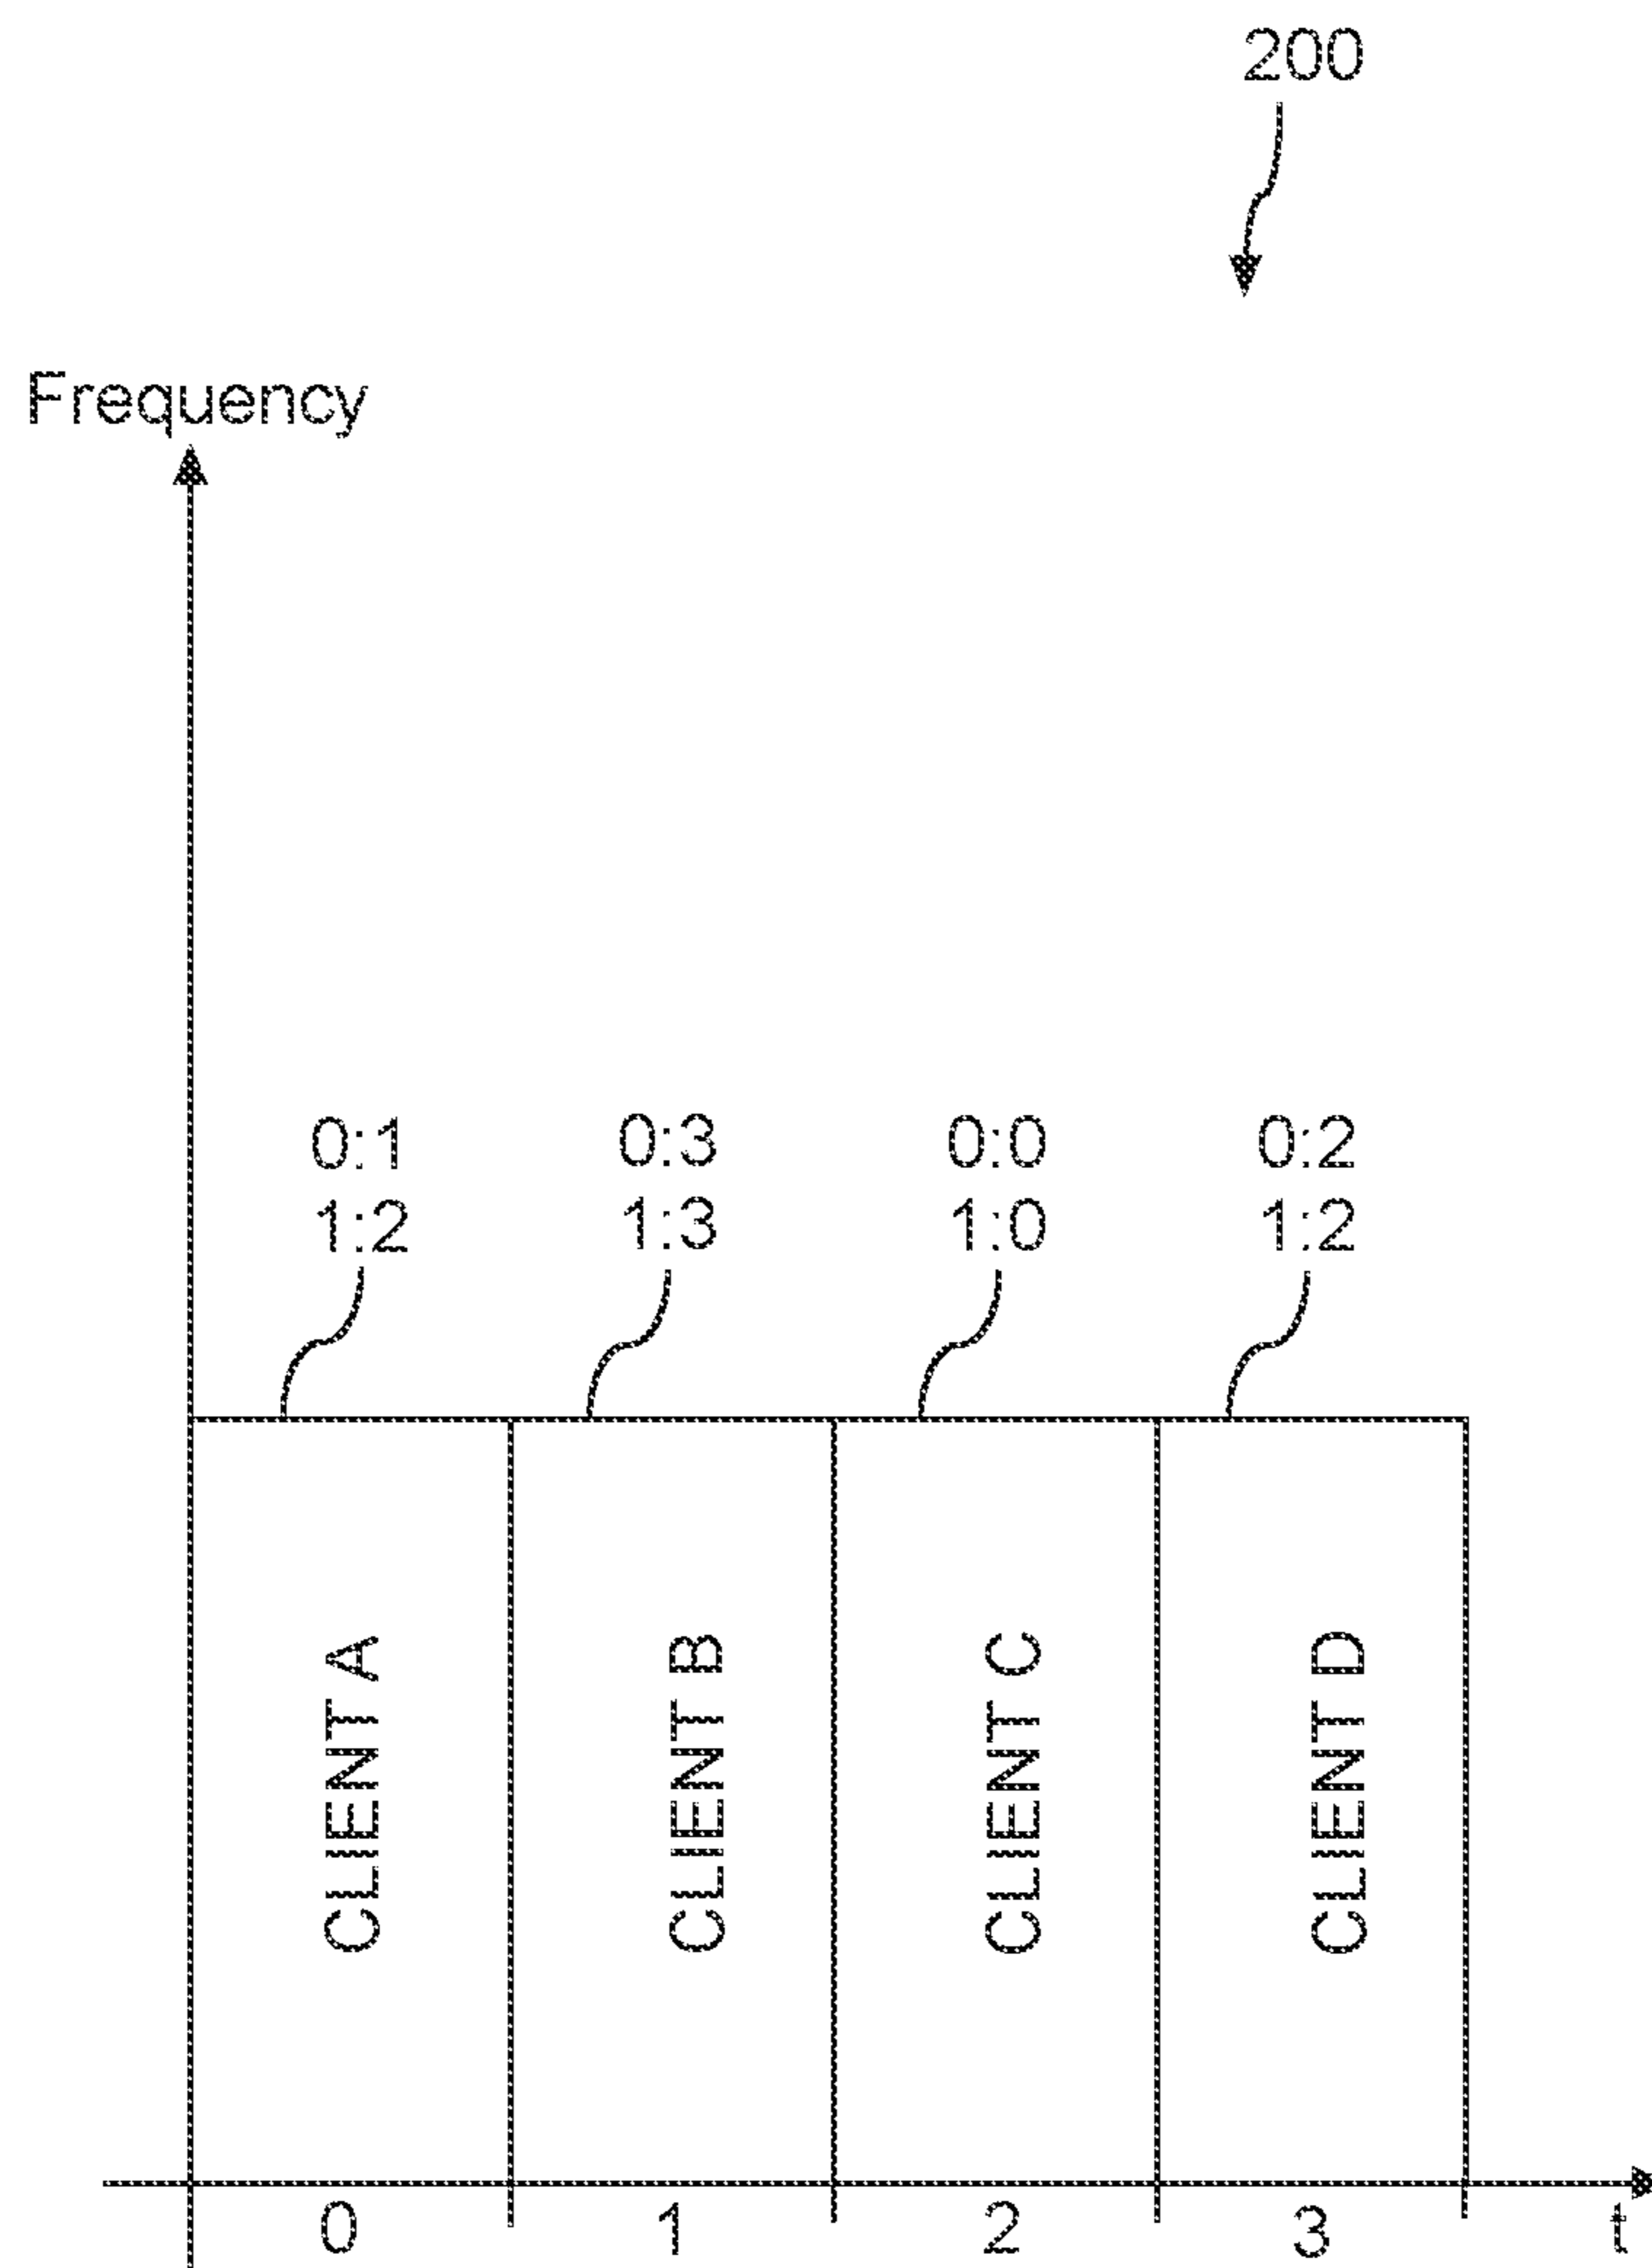 200
Frequency
0:1 0:3 0:0 0:2
1:2 1:3 1:0 1:2
CLIENT A
CLIENT B
CLIENT C
CLIENT D
0 1 2 3 t